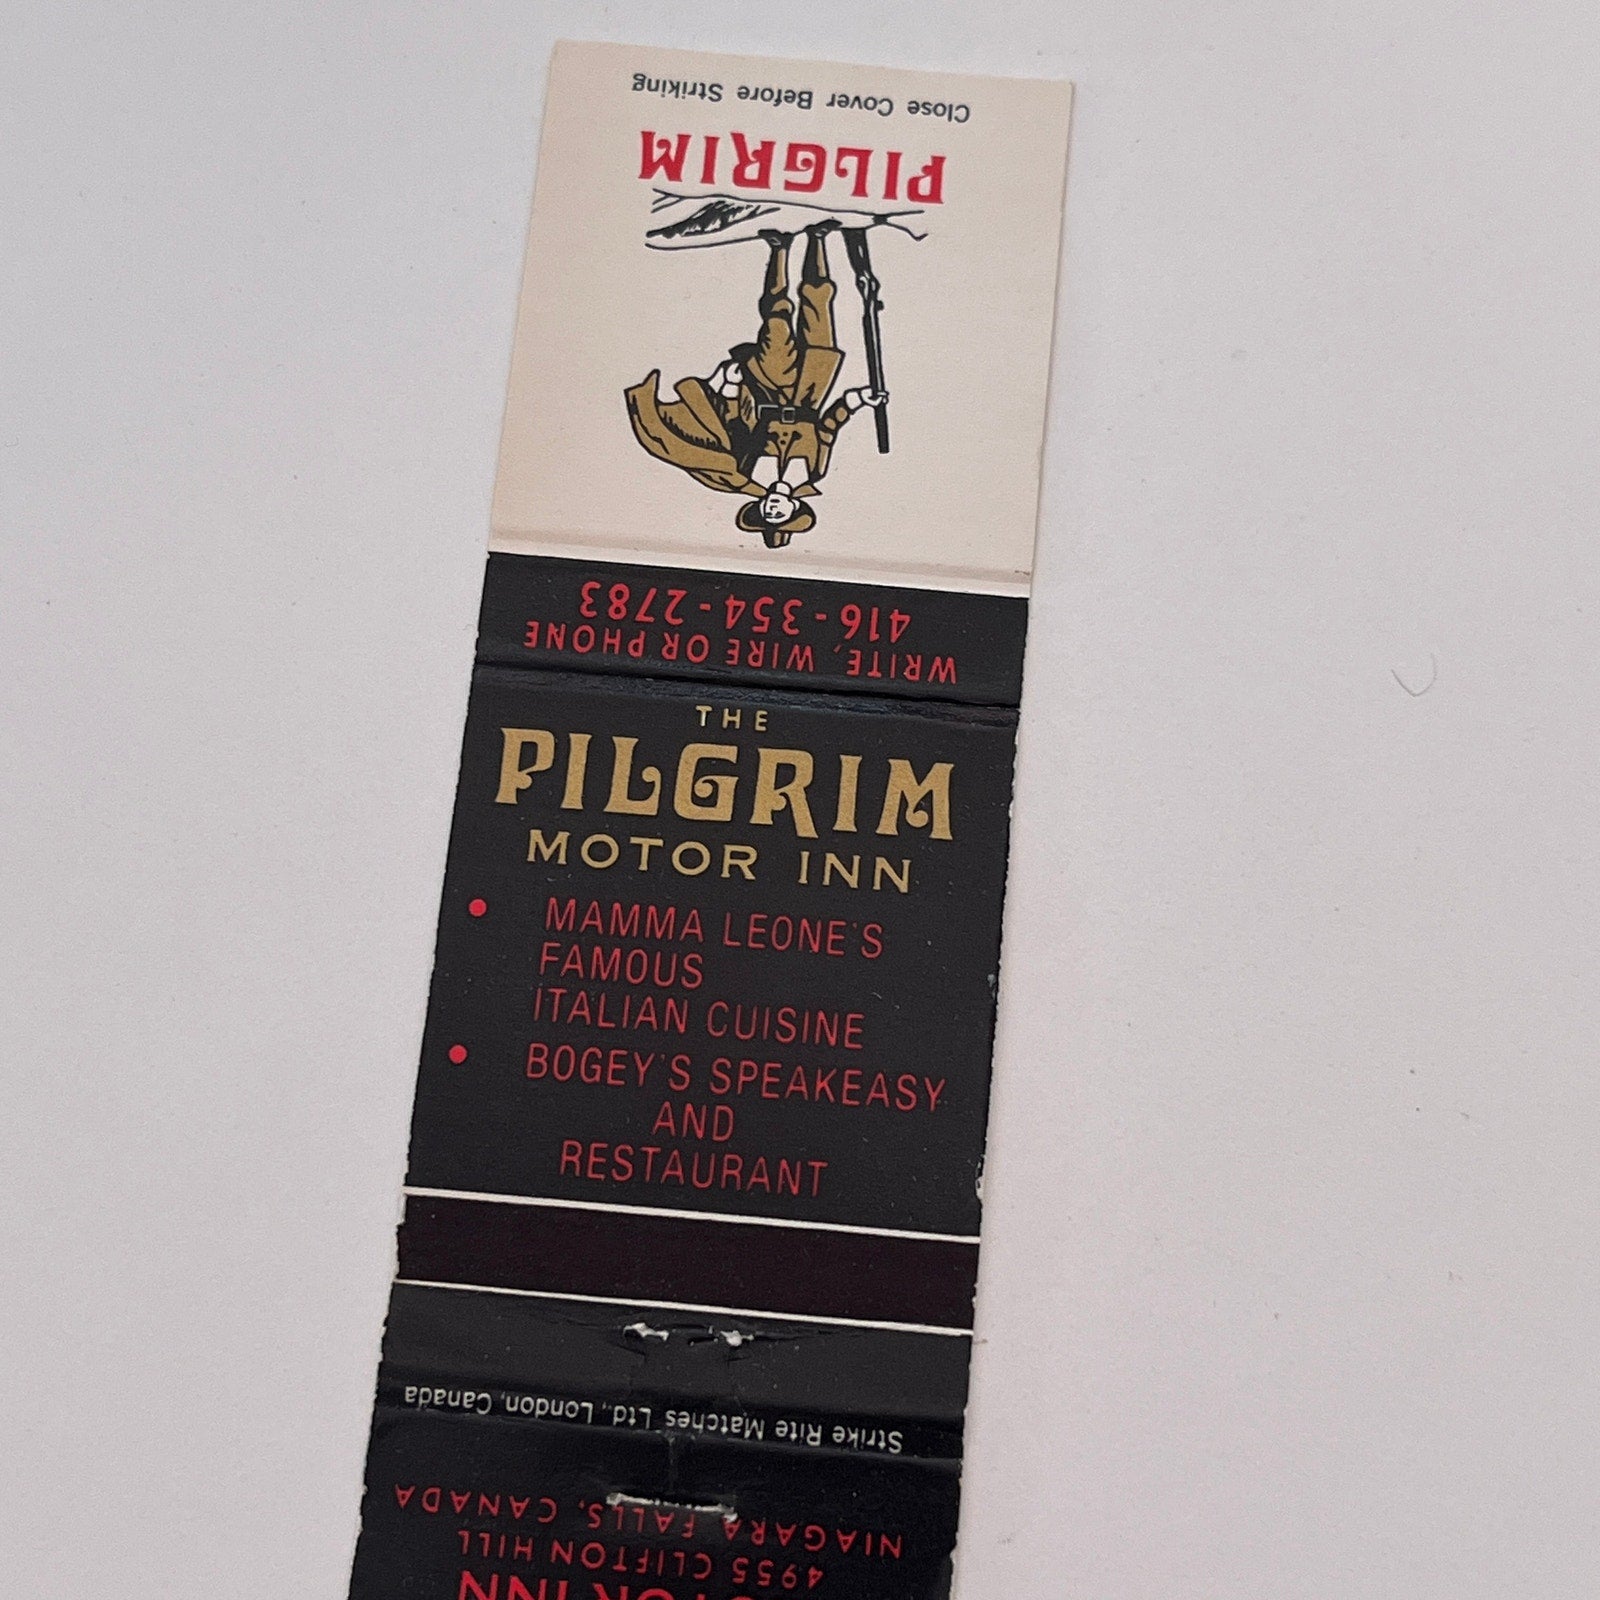 Close Cover Before Striking
PILGRIM
WRITE, WIRE OR PHONE
416-354-2783
THE
PILGRIM
MOTOR INN
• MAMMA LEONE'S
FAMOUS
ITALIAN CUISINE
• BOGEY'S SPEAKEASY
AND
RESTAURANT
Strike Rite Matches Ltd., London, Canada
INN
4955 CLIFTON HILL
NIAGARA FALLS, CANADA